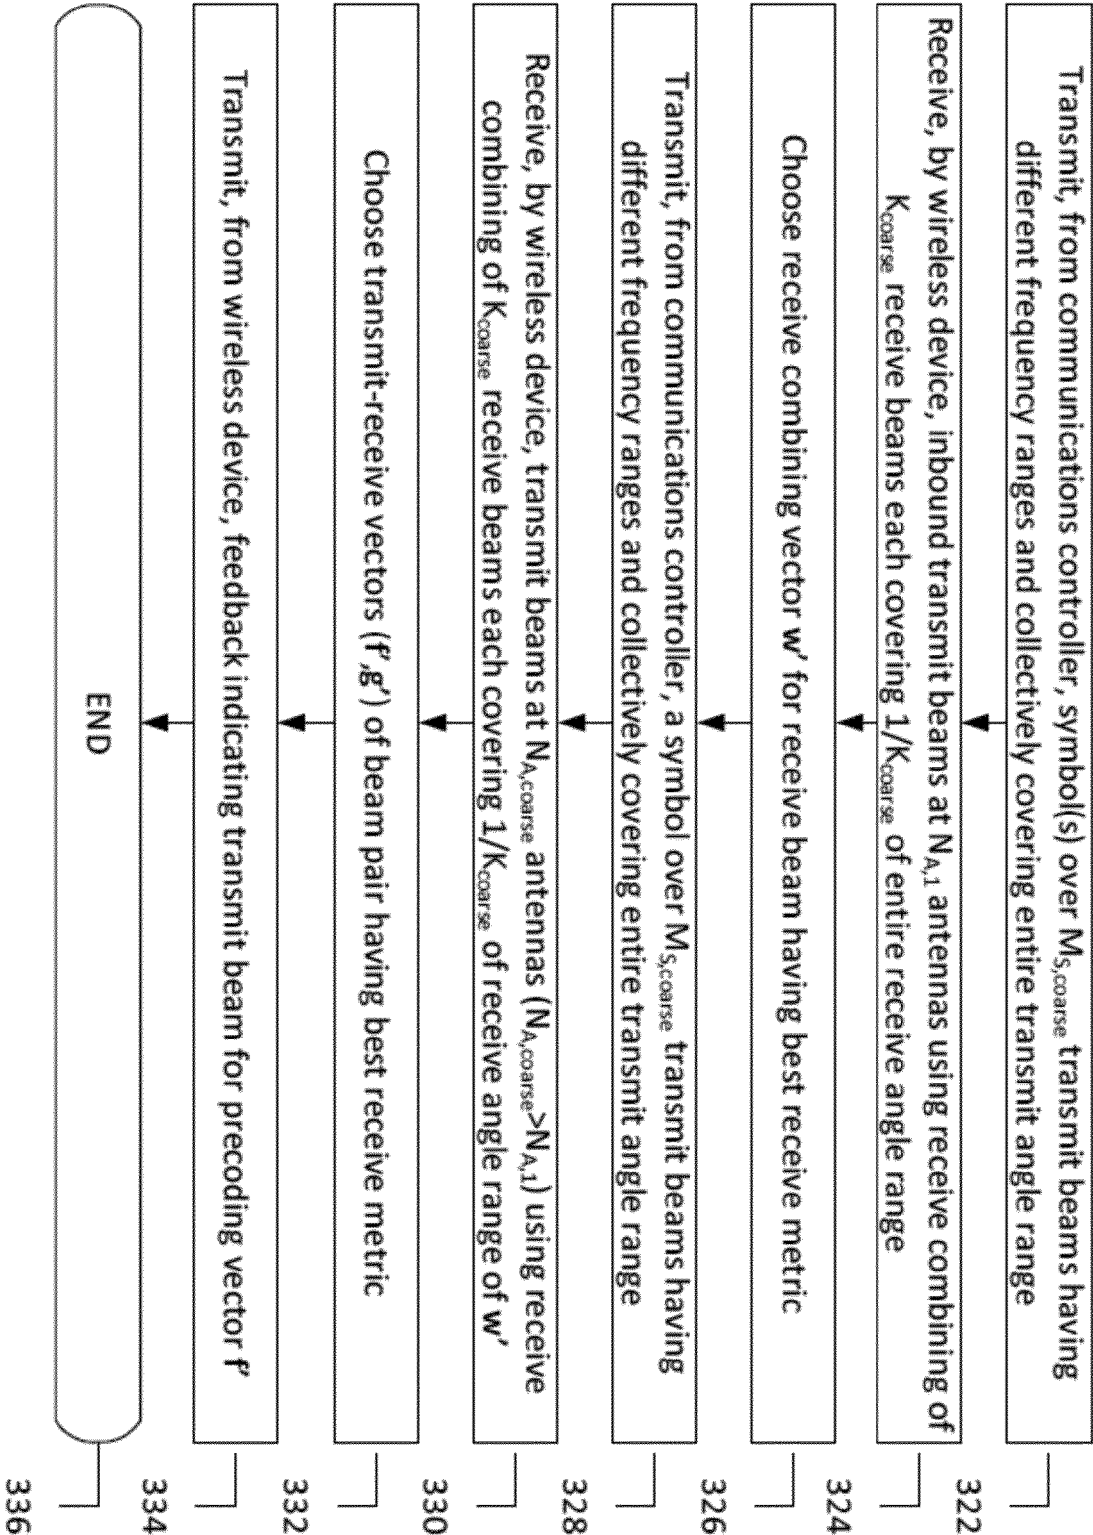 Transmit, from communications controller, symbol(s) over M_S,coarse transmit beams having
different frequency ranges and collectively covering entire transmit angle range
322
Receive, by wireless device, inbound transmit beams at N_A,1 antennas using receive combining of
K_coarse receive beams each covering 1/K_coarse of entire receive angle range
324
Choose receive combining vector w’ for receive beam having best receive metric
326
Transmit, from communications controller, a symbol over M_S,coarse transmit beams having
different frequency ranges and collectively covering entire transmit angle range
328
Receive, by wireless device, transmit beams at N_A,coarse antennas (N_A,coarse>N_A,1) using receive
combining of K_coarse receive beams each covering 1/K_coarse of receive angle range of w’
330
Choose transmit-receive vectors (f’,g’) of beam pair having best receive metric
332
Transmit, from wireless device, feedback indicating transmit beam for precoding vector f’
334
END
336